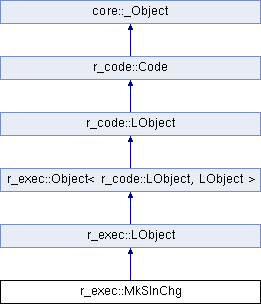 core::_Object
r_code::Code
r_code::LObject
r_exec::Object< r_code::LObject, LObject >
r_exec::LObject
r_exec::MkSlnChg